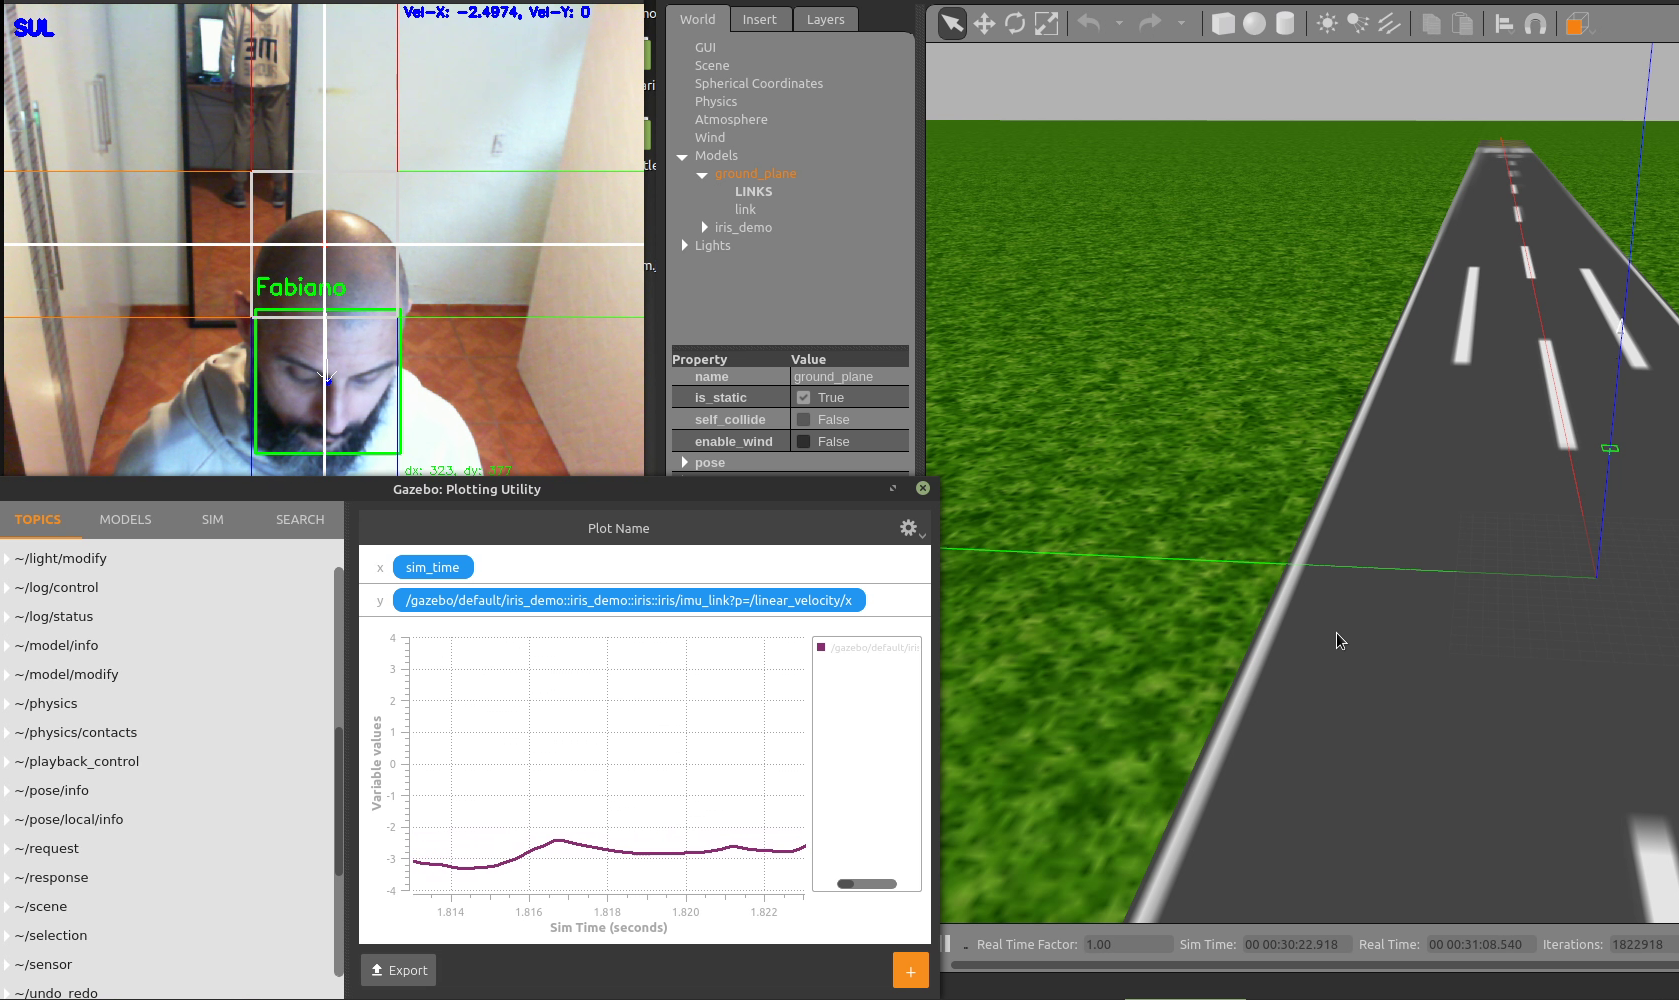 SUL
Vel-X: -2.4974, Vel-Y: 0
Fabiano
dx: 323, dy: 377
World
Insert
Layers
GUI
Scene
Spherical Coordinates
Physics
Atmosphere
Wind
Models
ground_plane
LINKS
link
iris_demo
Lights
Property Value
name ground_plane
is_static True
self_collide False
enable_wind False
pose
Gazebo: Plotting Utility
TOPICS MODELS SIM SEARCH
~/light/modify
~/log/control
~/log/status
~/model/info
~/model/modify
~/physics
~/physics/contacts
~/playback_control
~/pose/info
~/pose/local/info
~/request
~/response
~/scene
~/selection
~/sensor
~/undo_redo
Plot Name
x sim_time
y /gazebo/default/iris_demo::iris_demo::iris::iris/imu_link?p=/linear_velocity/x
/gazebo/default/iris
Variable values
4
3
2
1
0
-1
-2
-3
-4
1.814 1.816 1.818 1.820 1.822
Sim Time (seconds)
Export
+
Real Time Factor: 1.00 Sim Time: 00 00:30:22.918 Real Time: 00 00:31:08.540 Iterations: 1822918